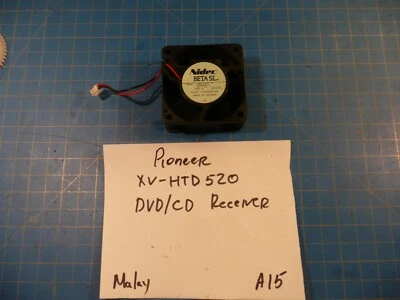 Nidec
BETA SL
Pioneer
XV-HTD520
DVD/CD Receiver
Malay
A15